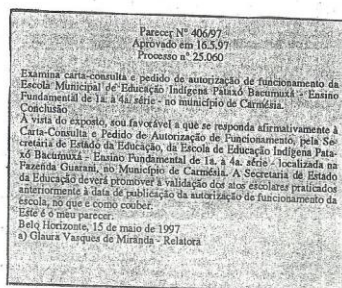 Parecer Nº 406/97
Aprovado em 16.5.97
Processo nº 25.060
Examina carta-consulta e pedido de autorização de funcionamento da
Escola Municipal de Educação Indígena Pataxó Bacumuxá - Ensino
Fundamental de 1a. à 4a. série - no município de Carmésia.
Conclusão
À vista do exposto, sou favorável a que se responda afirmativamente à
Carta-Consulta e Pedido de Autorização de Funcionamento, pela Se-
cretária de Estado da Educação, da Escola de Educação Indígena Pata-
xó Bacumuxá - Ensino Fundamental de 1a. à 4a. série - localizada na
Fazenda Guarani, no Município de Carmésia. A Secretaria de Estado
da Educação deverá promover a validação dos atos escolares praticados
anteriormente à data de publicação da autorização de funcionamento da
escola, no que e como couber.
Este é o meu parecer.
Belo Horizonte, 15 de maio de 1997
a) Glaura Vasques de Miranda - Relatora